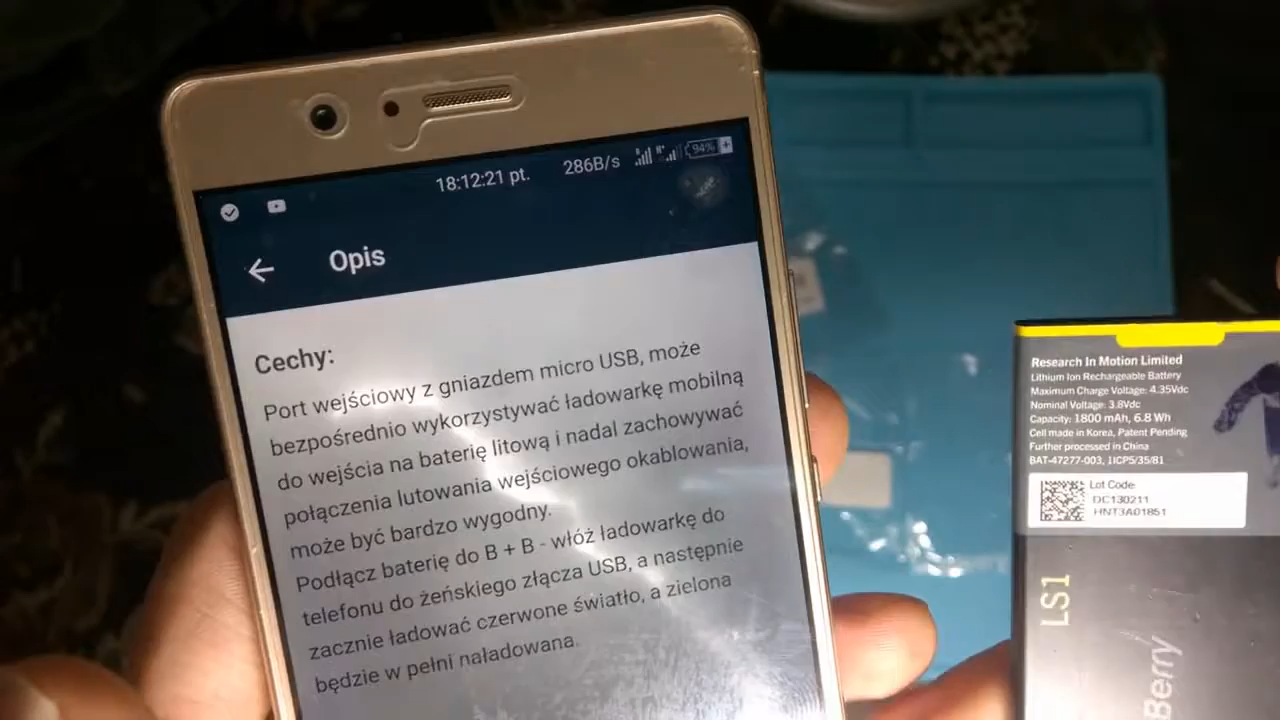 18:12:21 pt. 286B/s 94%
Opis
Cechy:
Port wejściowy z gniazdem micro USB, może
bezpośrednio wykorzystywać ładowarkę mobilną
do wejścia na baterię litową i nadal zachowywać
połączenia lutowania wejściowego okablowania,
może być bardzo wygodny.
Podłącz baterię do B + B - włóż ładowarkę do
telefonu do żeńskiego złącza USB, a następnie
zacznie ładować czerwone światło, a zielona
będzie w pełni naładowana.
Research In Motion Limited
Lithium Ion Rechargeable Battery
Maximum Charge Voltage: 4.35Vdc
Nominal Voltage: 3.8Vdc
Capacity: 1800 mAh, 6.8 Wh
Cell made in Korea, Patent Pending
Further processed in China
BAT-47277-003, 1ICP5/35/81
Lot Code
DC130211
HNT3A01851
LS1
Berry